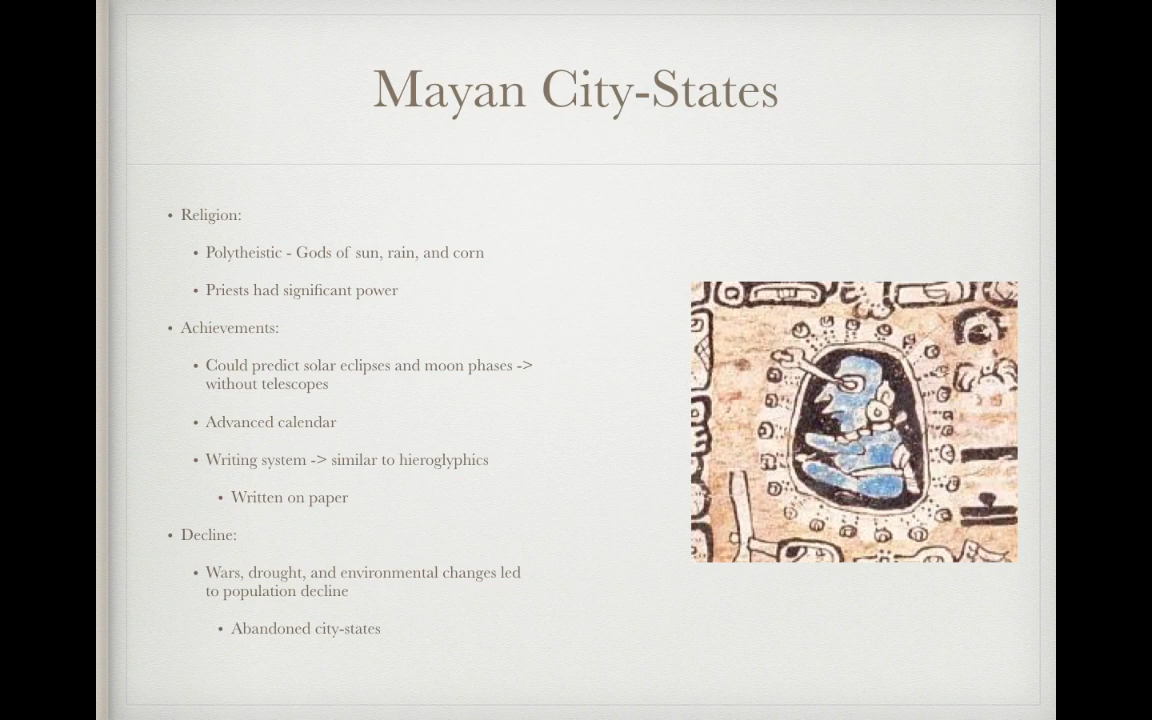 Mayan City-States
• Religion:
• Polytheistic - Gods of sun, rain, and corn
• Priests had significant power
• Achievements:
• Could predict solar eclipses and moon phases ->
without telescopes
• Advanced calendar
• Writing system -> similar to hieroglyphics
• Written on paper
• Decline:
• Wars, drought, and environmental changes led
to population decline
• Abandoned city-states